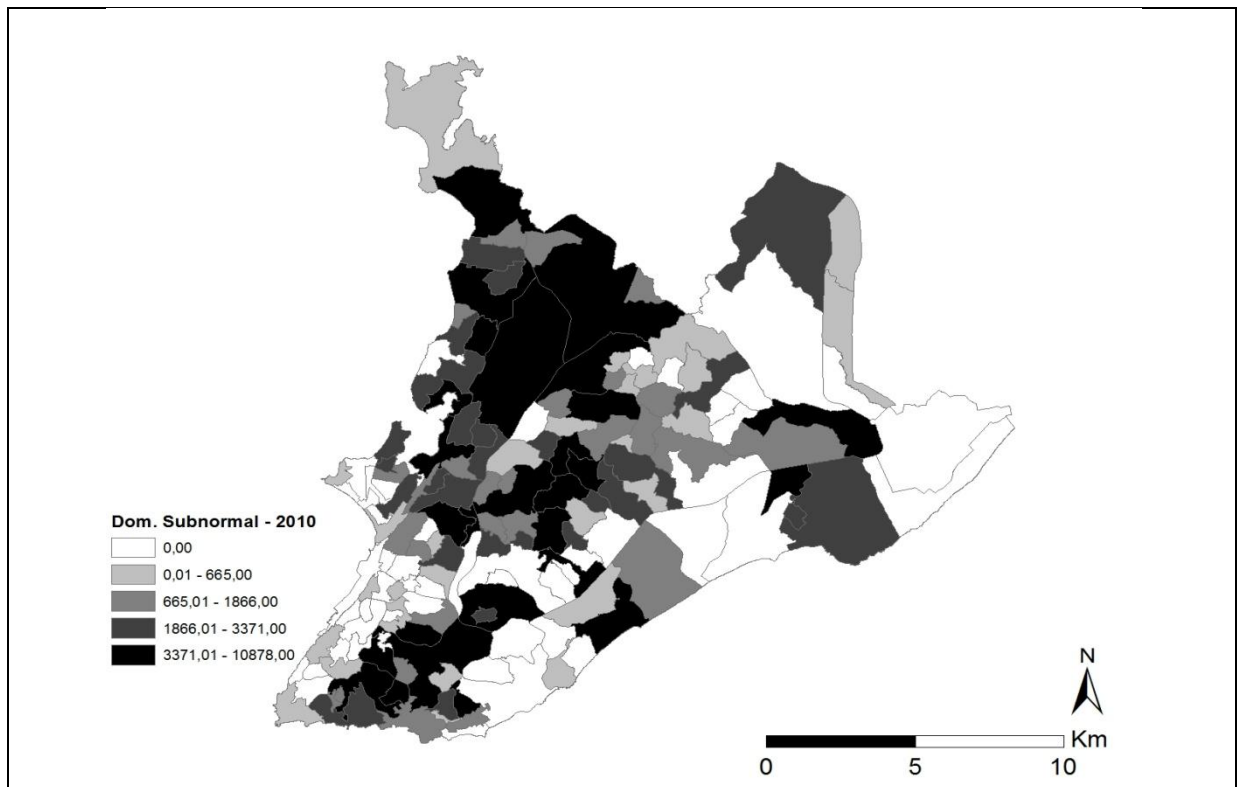 Dom. Subnormal - 2010
0,00
0,01 - 665,00
665,01 - 1866,00
1866,01 - 3371,00
3371,01 - 10878,00
N
Km
0 5 10